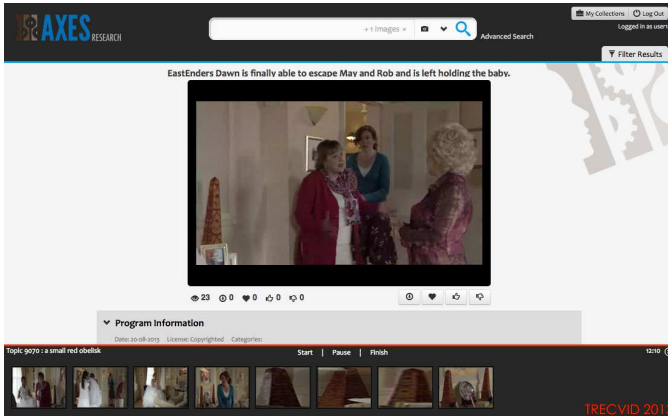 My Collections Log Out
AXES RESEARCH
+1 images ×
Advanced Search
Logged in as user1
Filter Results
EastEnders Dawn is finally able to escape May and Rob and is left holding the baby.
23 0 0 0 0
Program Information
Date: 20-08-2013 License: Copyrighted Categories:
Topic 9070 : a small red obelisk
Start | Pause | Finish
12:10
TRECVID 201